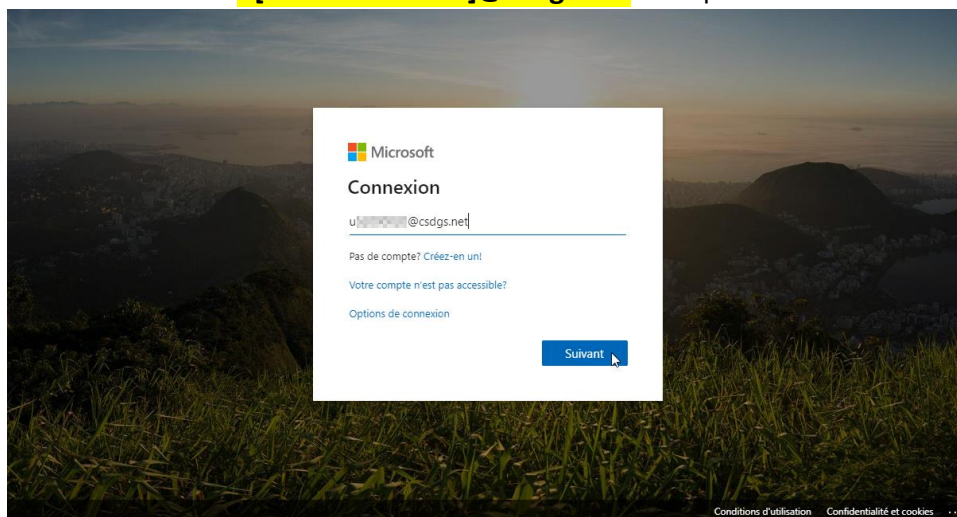 Microsoft
Connexion
u @csdgs.net
Pas de compte? Créez-en un!
Votre compte n'est pas accessible?
Options de connexion
Suivant
Conditions d'utilisation Confidentialité et cookies ..